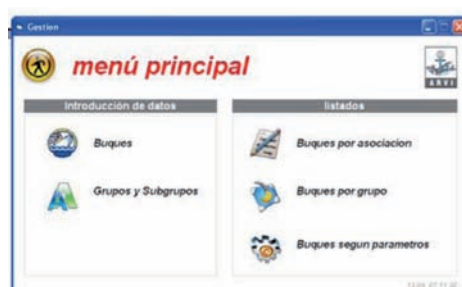 Gestion
menú principal
ARVI
Introducción de datos
listados
Buques
Grupos y Subgrupos
Buques por asociacion
Buques por grupo
Buques segun parametros